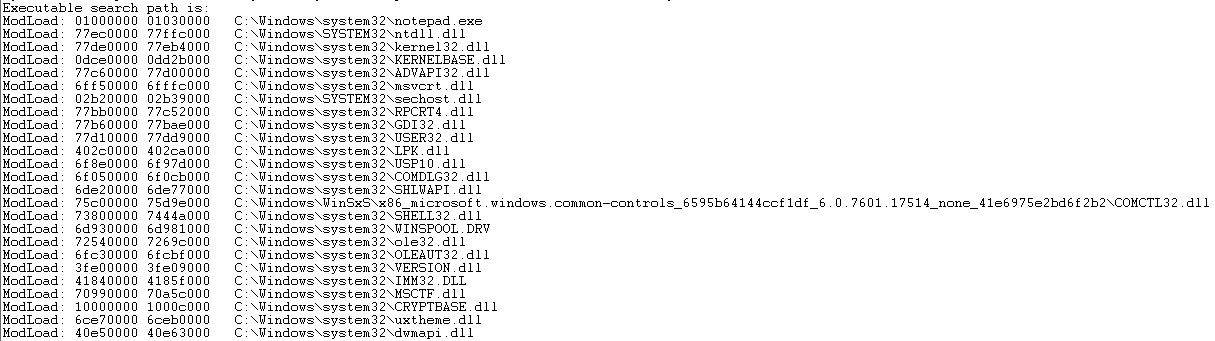 Executable search path is:
ModLoad: 01000000 01030000   C:\Windows\system32\notepad.exe
ModLoad: 77ec0000 77ffc000   C:\Windows\SYSTEM32\ntdll.dll
ModLoad: 77de0000 77eb4000   C:\Windows\system32\kernel32.dll
ModLoad: 0dce0000 0dd2b000   C:\Windows\system32\KERNELBASE.dll
ModLoad: 77c60000 77d00000   C:\Windows\system32\ADVAPI32.dll
ModLoad: 6ff50000 6fffc000   C:\Windows\system32\msvcrt.dll
ModLoad: 02b20000 02b39000   C:\Windows\SYSTEM32\sechost.dll
ModLoad: 77bb0000 77c52000   C:\Windows\system32\RPCRT4.dll
ModLoad: 77b60000 77bae000   C:\Windows\system32\GDI32.dll
ModLoad: 77d10000 77dd9000   C:\Windows\system32\USER32.dll
ModLoad: 402c0000 402ca000   C:\Windows\system32\LPK.dll
ModLoad: 6f8e0000 6f97d000   C:\Windows\system32\USP10.dll
ModLoad: 6f050000 6f0cb000   C:\Windows\system32\COMDLG32.dll
ModLoad: 6de20000 6de77000   C:\Windows\system32\SHLWAPI.dll
ModLoad: 75c00000 75d9e000   C:\Windows\WinSxS\x86_microsoft.windows.common-controls_6595b64144ccf1df_6.0.7601.17514_none_41e6975e2bd6f2b2\COMCTL32.dll
ModLoad: 73800000 7444a000   C:\Windows\system32\SHELL32.dll
ModLoad: 6d930000 6d981000   C:\Windows\system32\WINSPOOL.DRV
ModLoad: 72540000 7269c000   C:\Windows\system32\ole32.dll
ModLoad: 6fc30000 6fcbf000   C:\Windows\system32\OLEAUT32.dll
ModLoad: 3fe00000 3fe09000   C:\Windows\system32\VERSION.dll
ModLoad: 41840000 4185f000   C:\Windows\system32\IMM32.DLL
ModLoad: 70990000 70a5c000   C:\Windows\system32\MSCTF.dll
ModLoad: 10000000 1000c000   C:\Windows\system32\CRYPTBASE.dll
ModLoad: 6ce70000 6ceb0000   C:\Windows\system32\uxtheme.dll
ModLoad: 40e50000 40e63000   C:\Windows\system32\dwmapi.dll